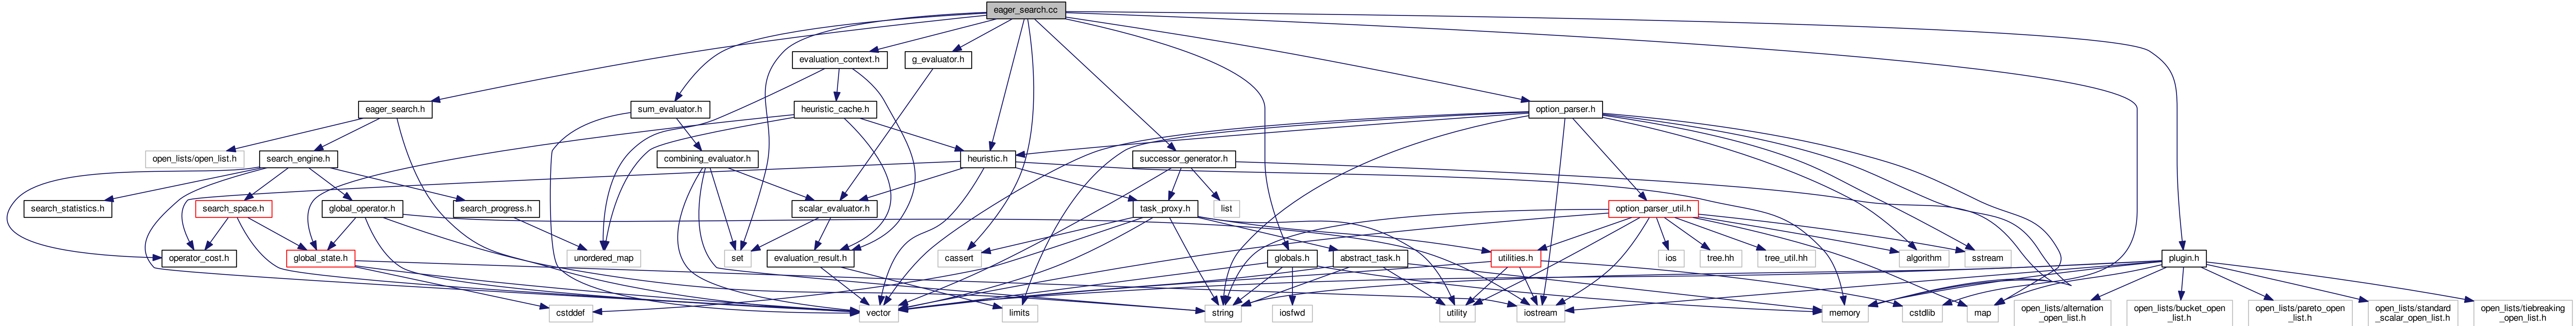 eager_search.cc
evaluation_context.h
g_evaluator.h
eager_search.h
sum_evaluator.h
heuristic_cache.h
option_parser.h
open_lists/open_list.h
search_engine.h
combining_evaluator.h
heuristic.h
successor_generator.h
search_statistics.h
search_space.h
global_operator.h
search_progress.h
scalar_evaluator.h
task_proxy.h
list
option_parser_util.h
operator_cost.h
global_state.h
unordered_map
set
evaluation_result.h
cassert
globals.h
abstract_task.h
utilities.h
ios
tree.hh
tree_util.hh
algorithm
sstream
plugin.h
cstddef
vector
limits
string
iosfwd
utility
iostream
memory
cstdlib
map
open_lists/alternation
_open_list.h
open_lists/bucket_open
_list.h
open_lists/pareto_open
_list.h
open_lists/standard
_scalar_open_list.h
open_lists/tiebreaking
_open_list.h